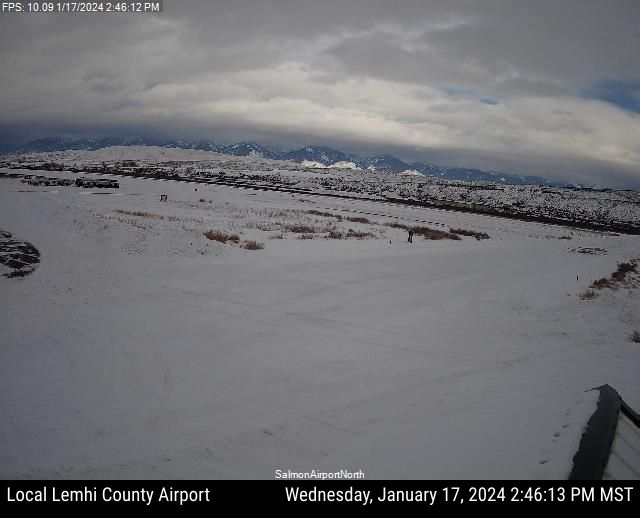 FPS: 10.09 1/17/2024 2:46:12 PM
SalmonAirportNorth
Local Lemhi County Airport Wednesday, January 17, 2024 2:46:13 PM MST